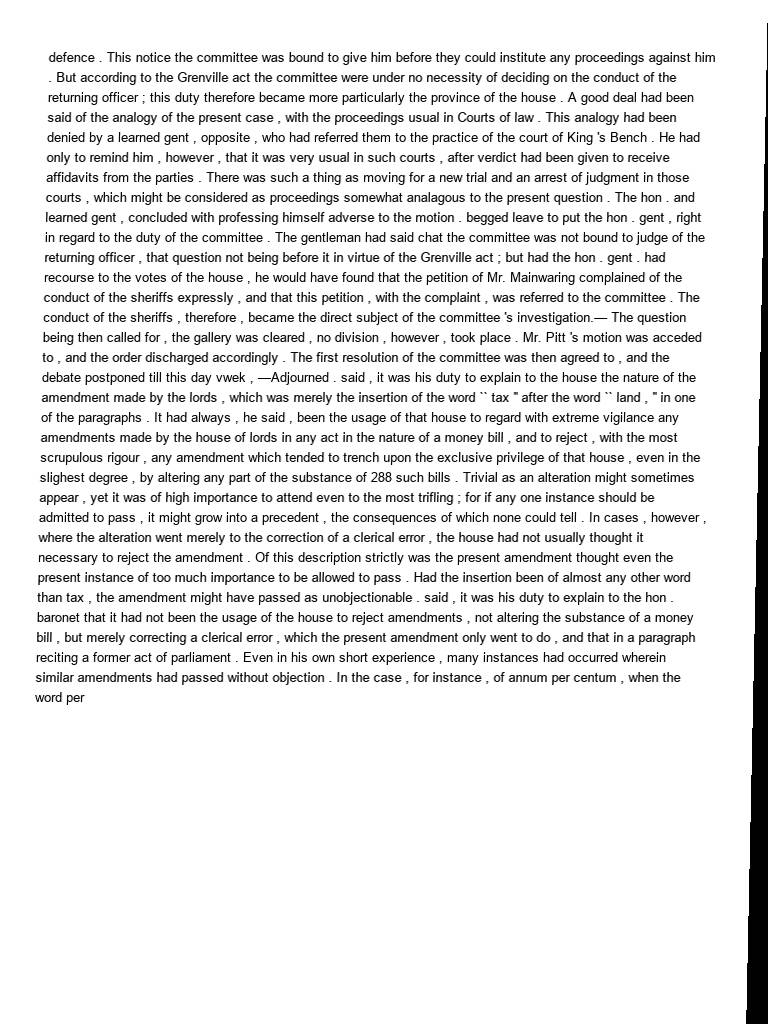 defence . This notice the committee was bound to give him before they could institute any proceedings against him
. But according to the Grenville act the committee were under no necessity of deciding on the conduct of the
returning officer ; this duty therefore became more particularly the province of the house . A good deal had been
said of the analogy of the present case , with the proceedings usual in Courts of law . This analogy had been
denied by a learned gent , opposite , who had referred them to the practice of the court of King 's Bench . He had
only to remind him , however , that it was very usual in such courts , after verdict had been given to receive
affidavits from the parties . There was such a thing as moving for a new trial and an arrest of judgment in those
courts , which might be considered as proceedings somewhat analagous to the present question . The hon . and
learned gent , concluded with professing himself adverse to the motion . begged leave to put the hon . gent , right
in regard to the duty of the committee . The gentleman had said chat the committee was not bound to judge of the
returning officer , that question not being before it in virtue of the Grenville act ; but had the hon . gent . had
recourse to the votes of the house , he would have found that the petition of Mr. Mainwaring complained of the
conduct of the sheriffs expressly , and that this petition , with the complaint , was referred to the committee . The
conduct of the sheriffs , therefore , became the direct subject of the committee 's investigation.— The question
being then called for , the gallery was cleared , no division , however , took place . Mr. Pitt 's motion was acceded
to , and the order discharged accordingly . The first resolution of the committee was then agreed to , and the
debate postponed till this day vwek , —Adjourned . said , it was his duty to explain to the house the nature of the
amendment made by the lords , which was merely the insertion of the word `` tax '' after the word `` land , '' in one
of the paragraphs . It had always , he said , been the usage of that house to regard with extreme vigilance any
amendments made by the house of lords in any act in the nature of a money bill , and to reject , with the most
scrupulous rigour , any amendment which tended to trench upon the exclusive privilege of that house , even in the
slighest degree , by altering any part of the substance of 288 such bills . Trivial as an alteration might sometimes
appear , yet it was of high importance to attend even to the most trifling ; for if any one instance should be
admitted to pass , it might grow into a precedent , the consequences of which none could tell . In cases , however ,
where the alteration went merely to the correction of a clerical error , the house had not usually thought it
necessary to reject the amendment . Of this description strictly was the present amendment thought even the
present instance of too much importance to be allowed to pass . Had the insertion been of almost any other word
than tax , the amendment might have passed as unobjectionable . said , it was his duty to explain to the hon .
baronet that it had not been the usage of the house to reject amendments , not altering the substance of a money
bill , but merely correcting a clerical error , which the present amendment only went to do , and that in a paragraph
reciting a former act of parliament . Even in his own short experience , many instances had occurred wherein
similar amendments had passed without objection . In the case , for instance , of annum per centum , when the
word per